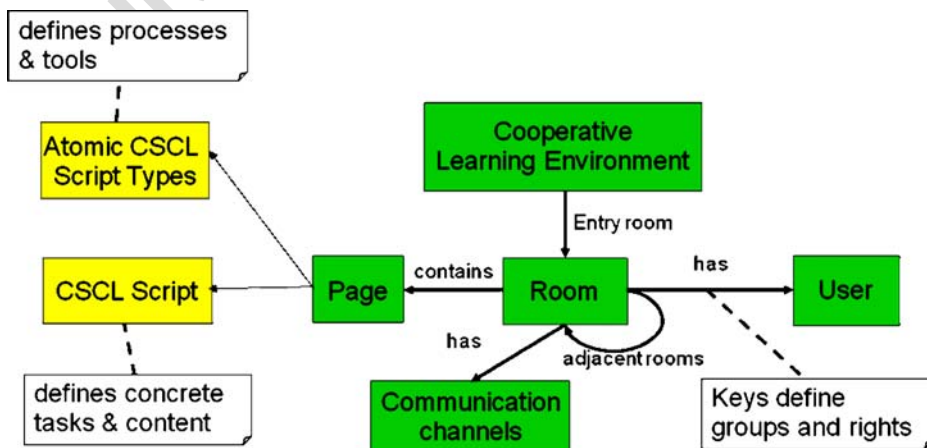 defines processes
& tools
Atomic CSCL
Script Types
Cooperative
Learning Environment
Entry room
CSCL Script
Page
contains
Room
has
User
has
adjacent rooms
defines concrete
tasks & content
Communication
channels
Keys define
groups and rights